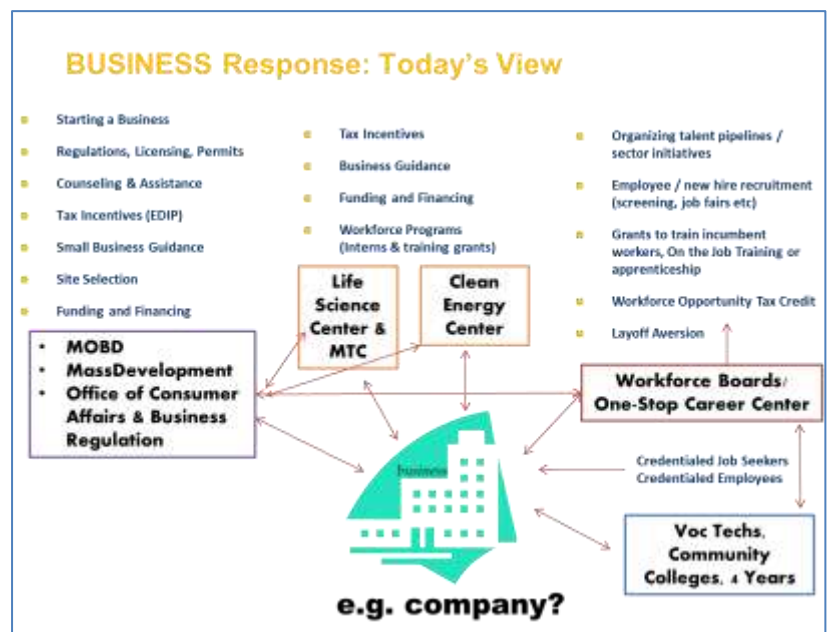 BUSINESS Response: Today's View
Starting a Business
Regulations, Licensing, Permits
Counseling & Assistance
Tax Incentives (EDIP)
Small Business Guidance
Site Selection
Funding and Financing
Tax Incentives
Business Guidance
Funding and Financing
Workforce Programs
(Interns & training grants)
Organizing talent pipelines /
sector initiatives
Employee / new hire recruitment
(screening, job fairs etc)
Grants to train incumbent
workers, On the Job Training or
apprenticeship
Workforce Opportunity Tax Credit
Layoff Aversion
• MOBD
• MassDevelopment
• Office of Consumer
Affairs & Business
Regulation
Life
Science
Center &
MTC
Clean
Energy
Center
Workforce Boards/
One-Stop Career Center
business
Credentialed Job Seekers
Credentialed Employees
Voc Techs,
Community
Colleges, 4 Years
e.g. company?